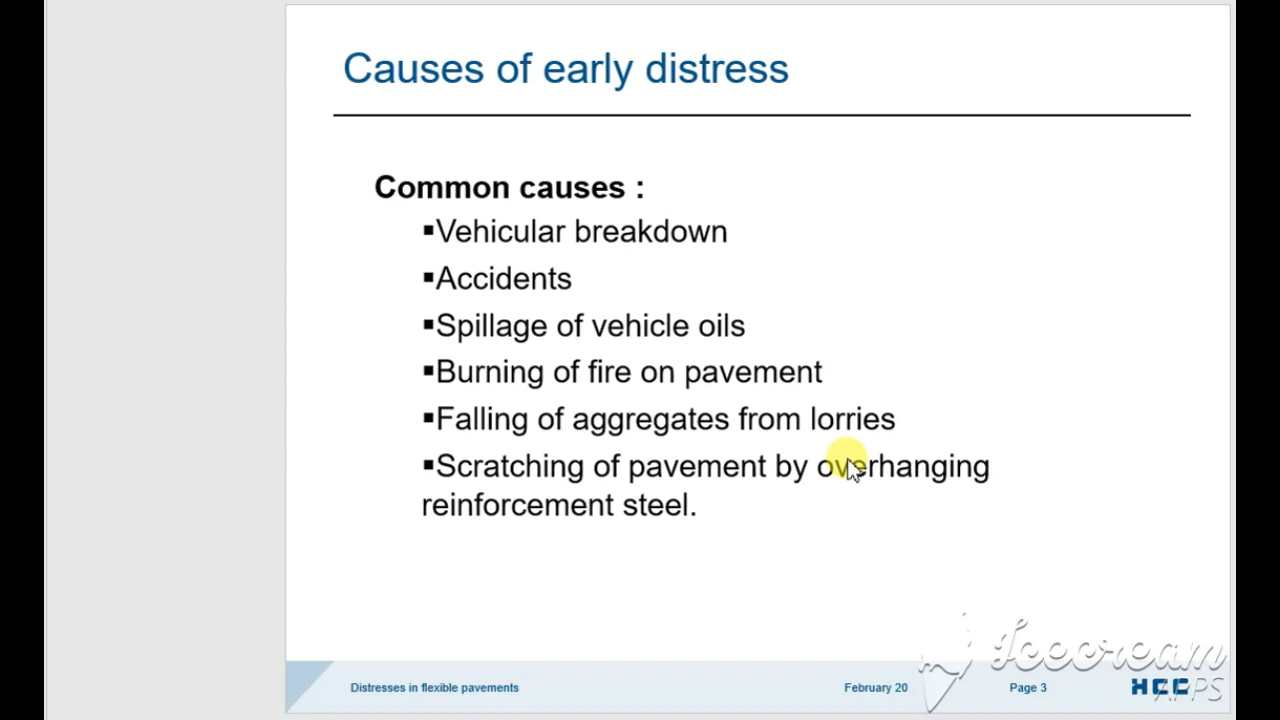 Causes of early distress
Common causes :
▪Vehicular breakdown
▪Accidents
▪Spillage of vehicle oils
▪Burning of fire on pavement
▪Falling of aggregates from lorries
▪Scratching of pavement by overhanging
reinforcement steel.
Icecream
APPS
Distresses in flexible pavements
February 20
Page 3
HCC